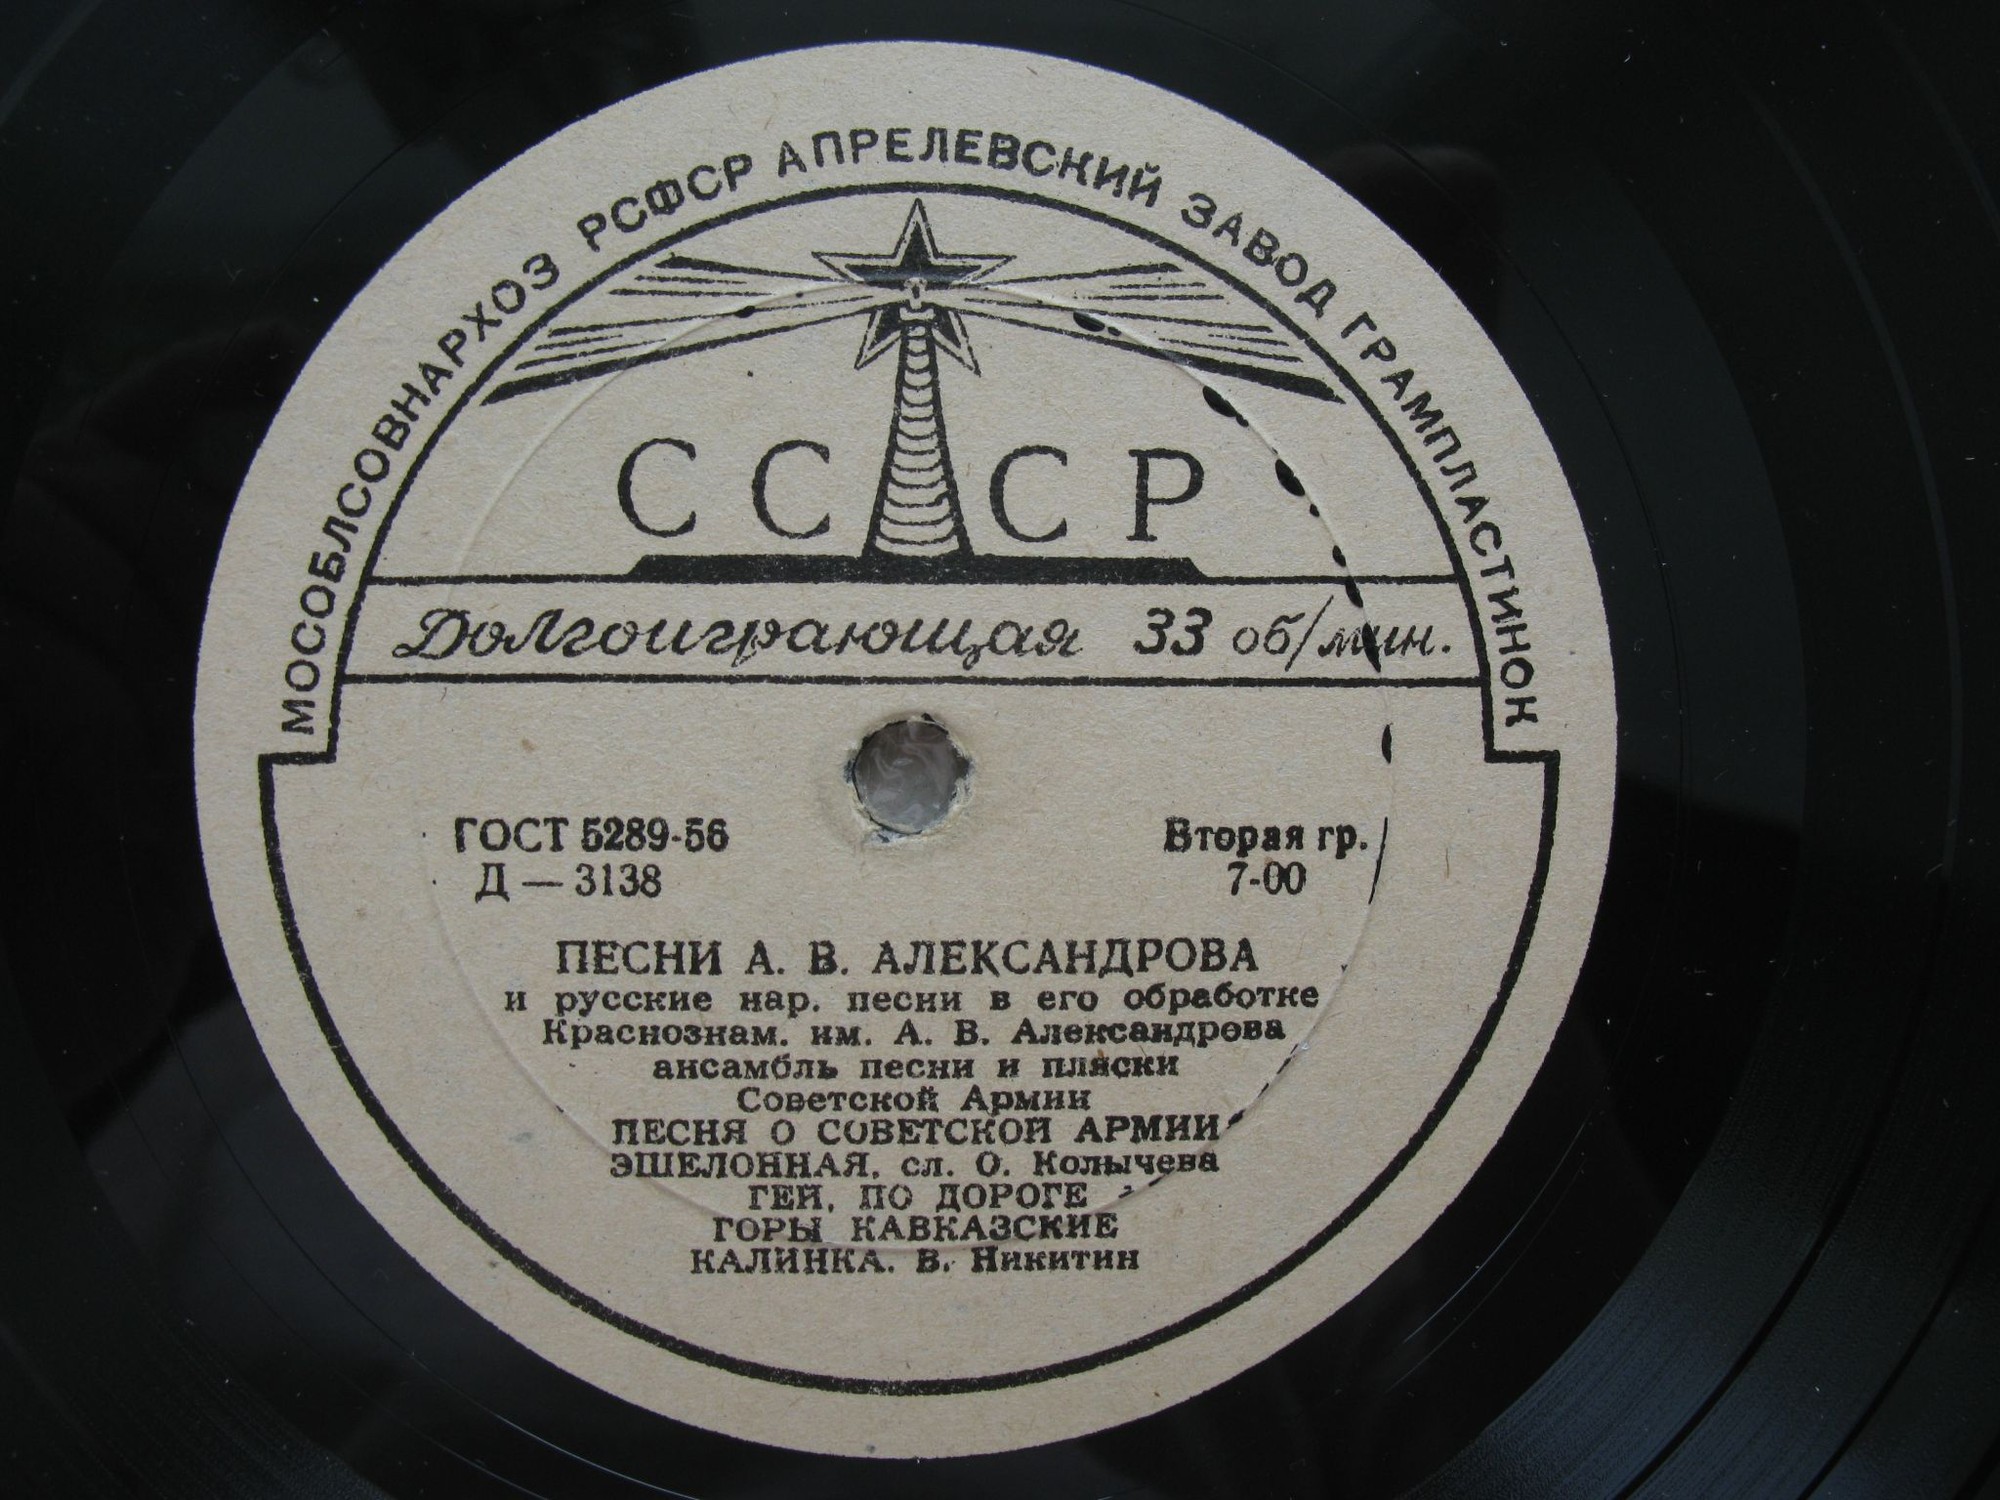 МОСОБЛСОВНАРХОЗ РСФСР АПРЕЛЕВСКИЙ ЗАВОД ГРАМПЛАСТИНОК
СССР
Долгоиграющая 33 об/мин.
ГОСТ 5289-56
Д — 3138
Вторая гр.
7-00
ПЕСНИ А. В. АЛЕКСАНДРОВА
и русские нар. песни в его обработке
Краснознам. им. А. В. Александрова
ансамбль песни и пляски
Советской Армии
ПЕСНЯ О СОВЕТСКОЙ АРМИИ
ЭШЕЛОННАЯ, сл. О. Колычева
ГЕЙ, ПО ДОРОГЕ
ГОРЫ КАВКАЗСКИЕ
КАЛИНКА. В. Никитин